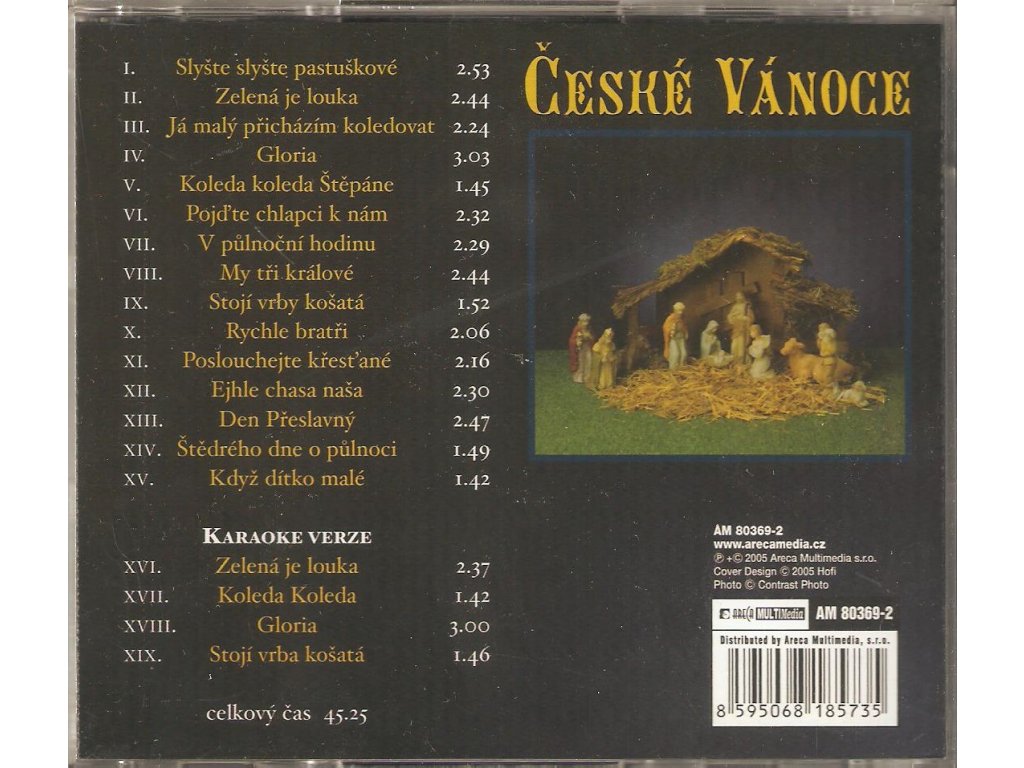 I. Slyšte slyšte pastuškové 2.53
II. Zelená je louka 2.44
III. Já malý přicházím koledovat 2.24
IV. Gloria 3.03
V. Koleda koleda Štěpáne 1.45
VI. Pojďte chlapci k nám 2.32
VII. V půlnoční hodinu 2.29
VIII. My tři králové 2.44
IX. Stojí vrby košatá 1.52
X. Rychle bratři 2.06
XI. Poslouchejte křesťané 2.16
XII. Ejhle chasa naša 2.30
XIII. Den Přeslavný 2.47
XIV. Štědrého dne o půlnoci 1.49
XV. Když dítko malé 1.42
KARAOKE VERZE
XVI. Zelená je louka 2.37
XVII. Koleda Koleda 1.42
XVIII. Gloria 3.00
XIX. Stojí vrba košatá 1.46
celkový čas 45.25
ČESKÉ VÁNOCE
AM 80369-2
www.arecamedia.cz
℗ +© 2005 Areca Multimedia s.r.o.
Cover Design © 2005 Hofi
Photo © Contrast Photo
ARECA MULTIMedia AM 80369-2
Distributed by Areca Multimedia, s.r.o.
8 595068 185735